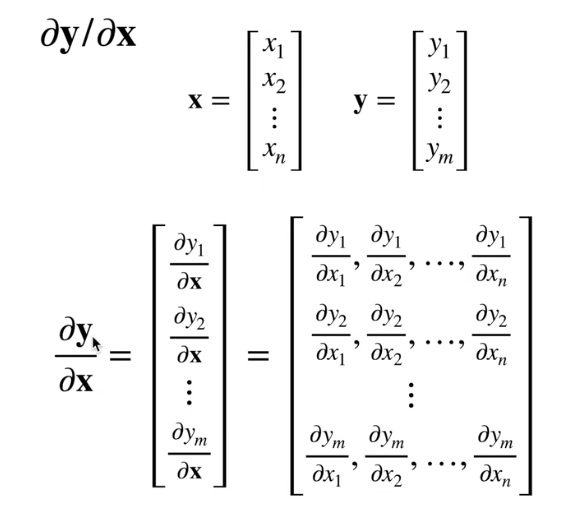 ∂y/∂x
x = [x₁ x₂ ⋮ xₙ] y = [y₁ y₂ ⋮ yₘ]
∂y/∂x = [∂y₁/∂x ∂y₂/∂x ⋮ ∂yₘ/∂x] = [∂y₁/∂x₁, ∂y₁/∂x₂, …, ∂y₁/∂xₙ ∂y₂/∂x₁, ∂y₂/∂x₂, …, ∂y₂/∂xₙ ⋮ ∂yₘ/∂x₁, ∂yₘ/∂x₂, …, ∂yₘ/∂xₙ]